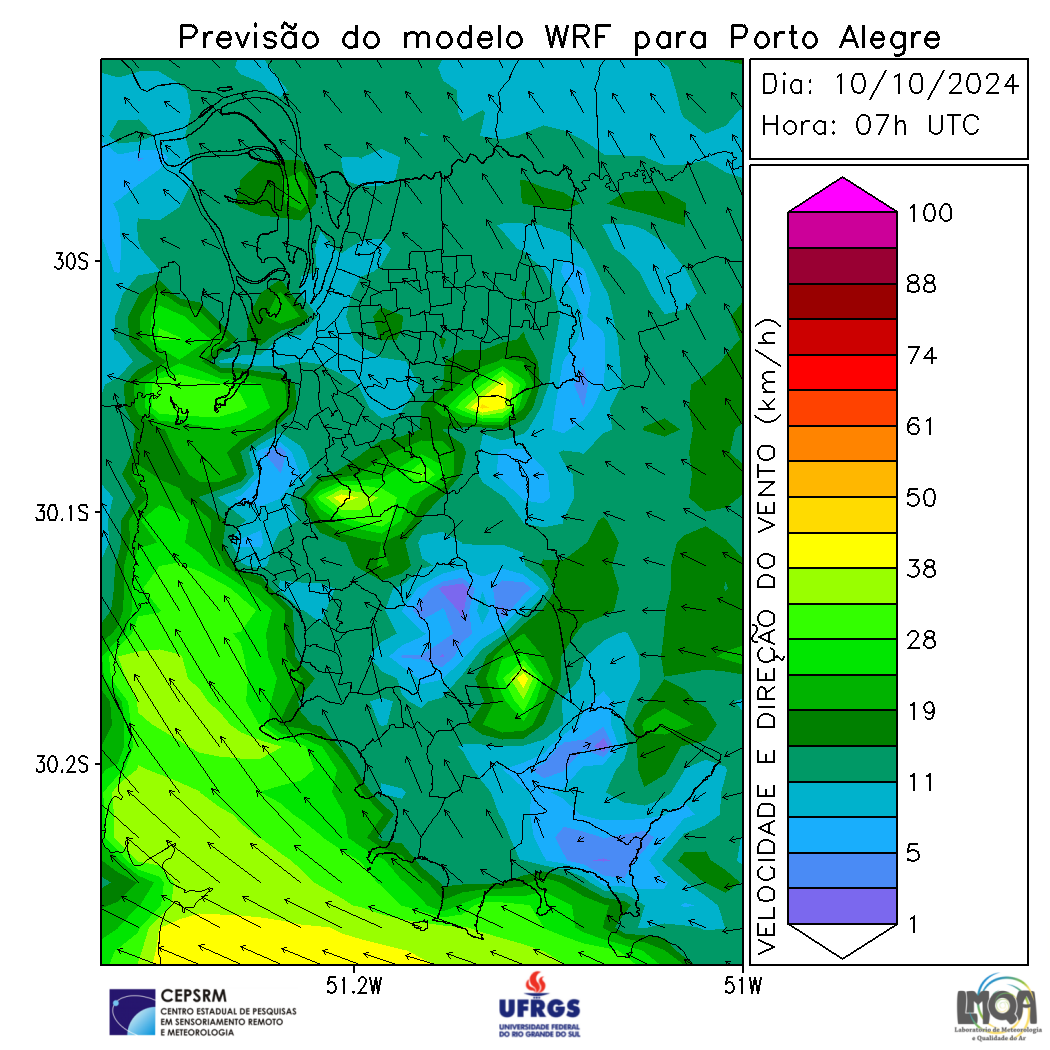 Previsão do modelo WRF para Porto Alegre
Dia: 10/10/2024
Hora: 07h UTC
30S
30.1S
30.2S
51.2W
51W
VELOCIDADE E DIREÇÃO DO VENTO (km/h)
100
88
74
61
50
38
28
19
11
5
1
CEPSRM
CENTRO ESTADUAL DE PESQUISAS
EM SENSORIAMENTO REMOTO
E METEOROLOGIA
UFRGS
UNIVERSIDADE FEDERAL
DO RIO GRANDE DO SUL
LMQA
Laboratório de Meteorologia
e Qualidade do Ar